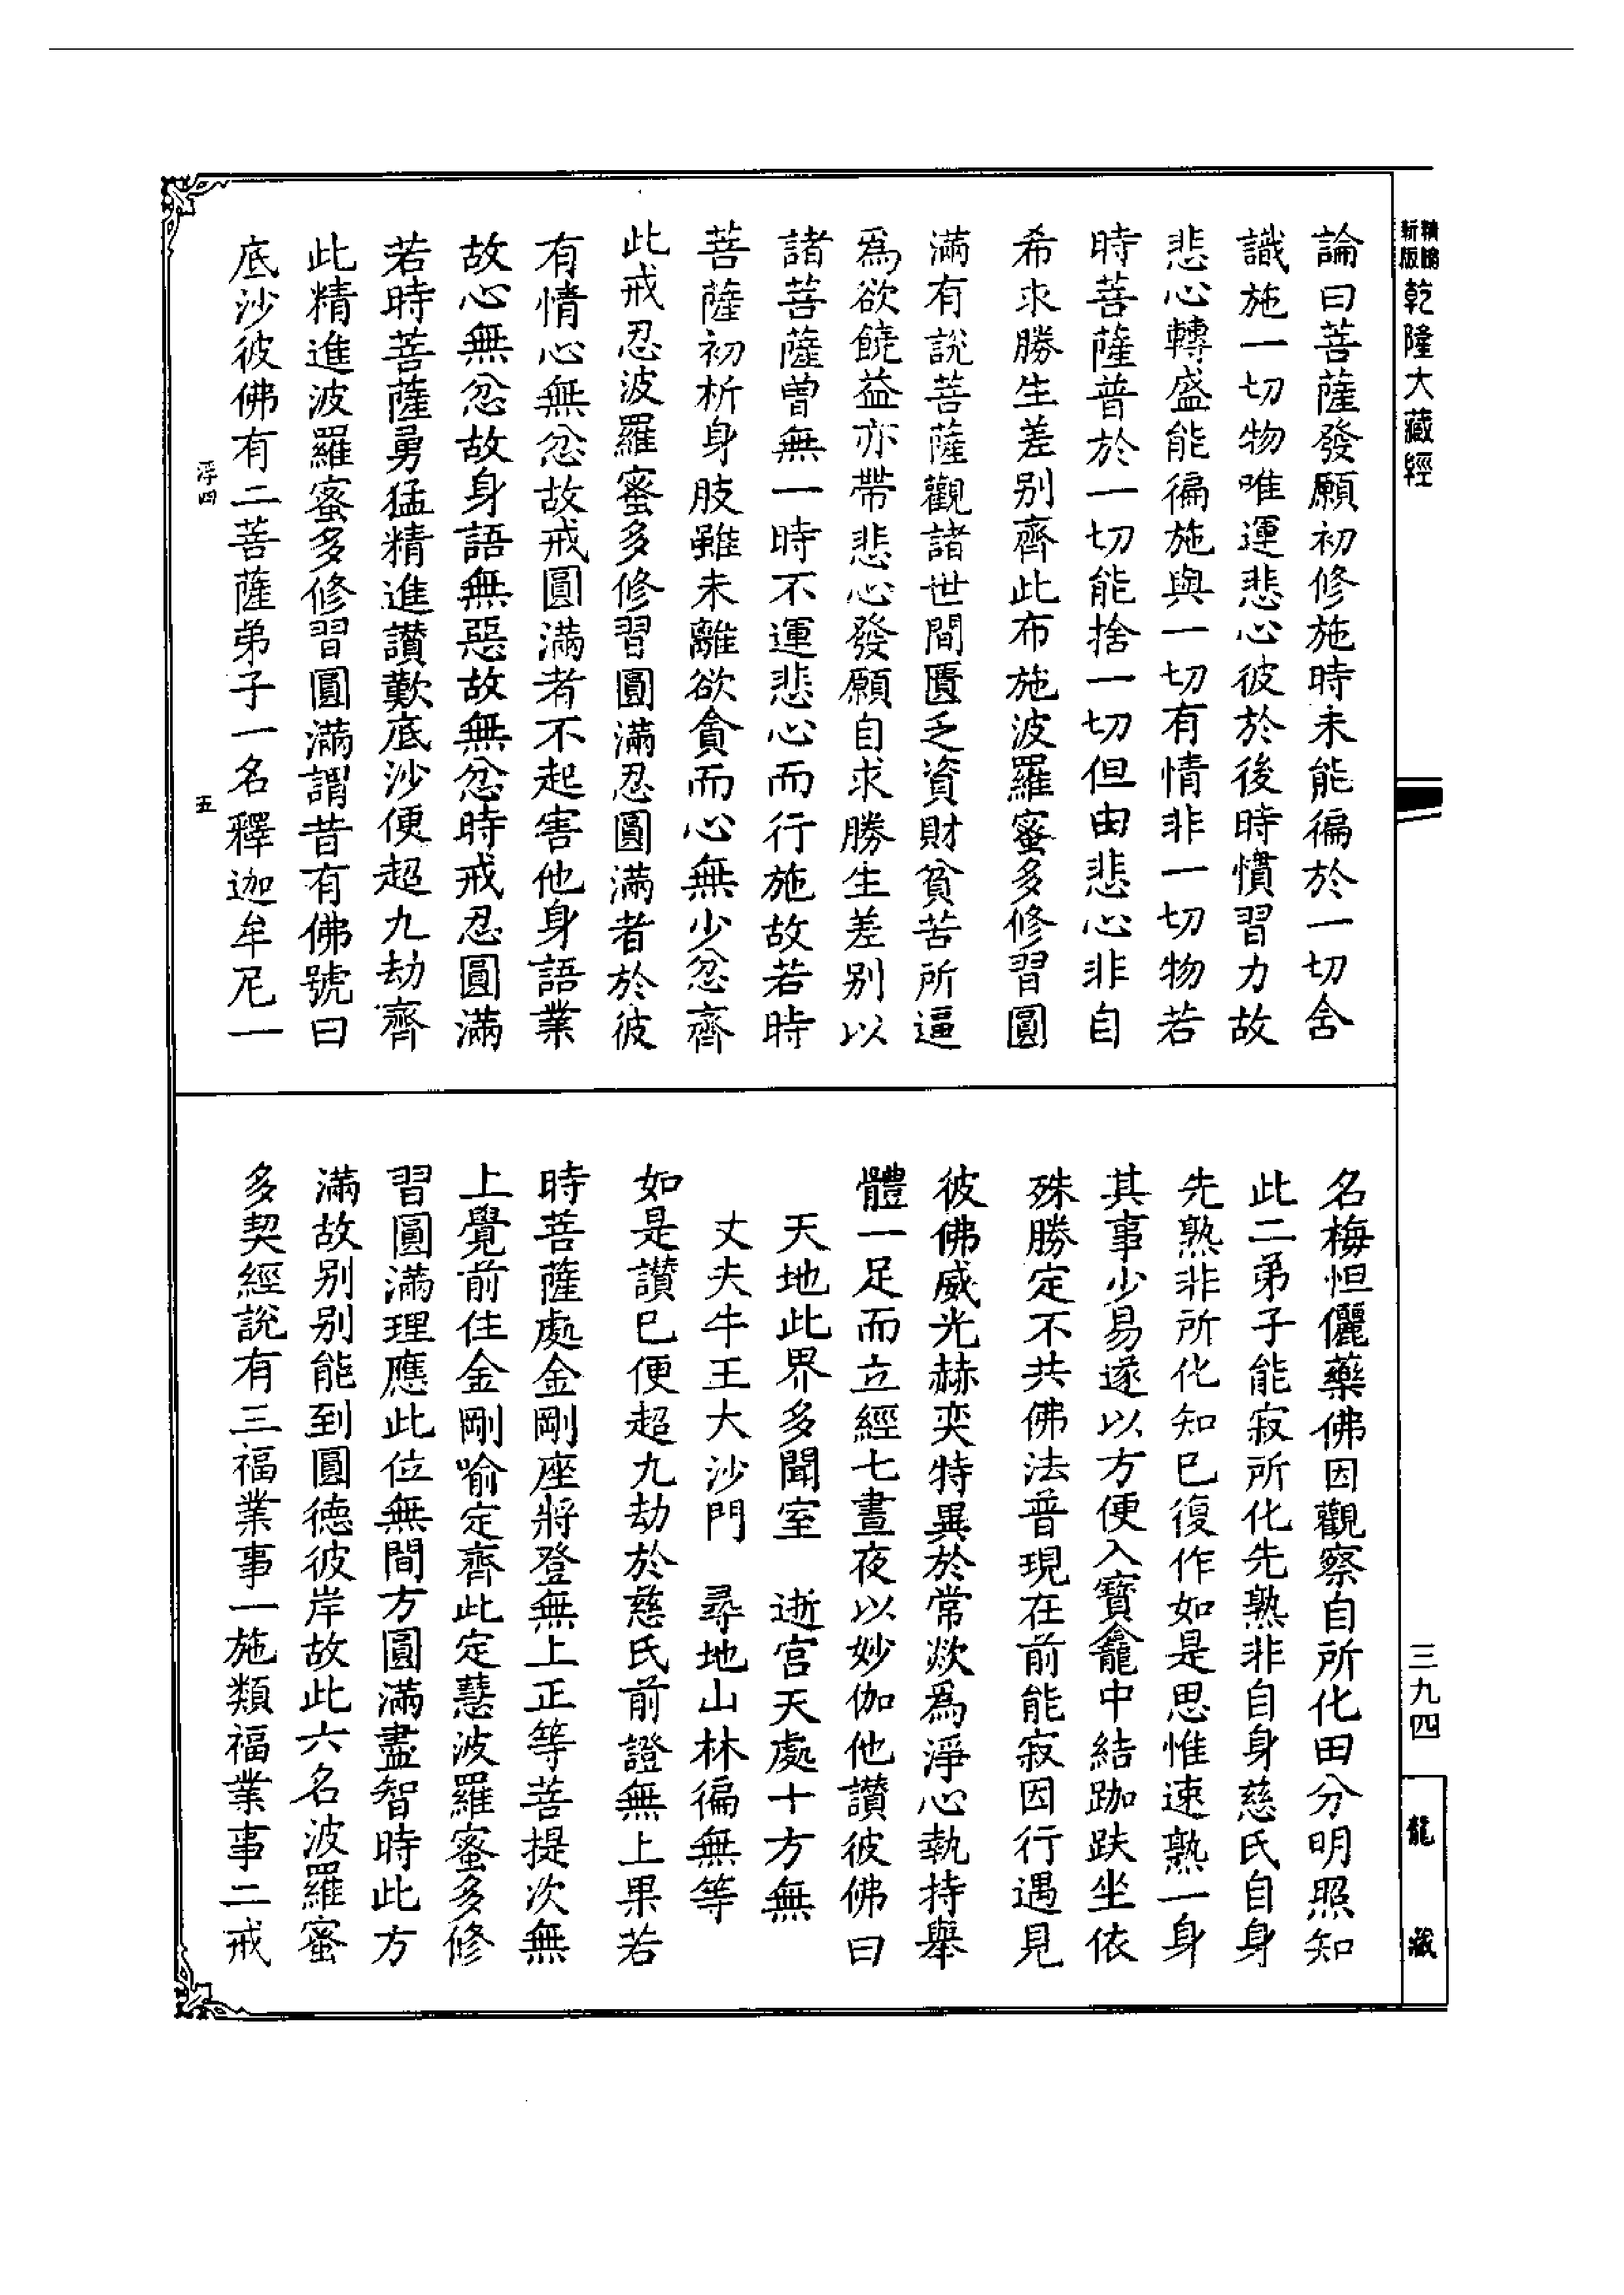 新版
精縮
乾隆大藏經
論曰菩薩發願初修施時未能徧於一切舍
識施一切物唯運悲心彼於後時慣習力故
悲心轉盛能徧施與一切有情非一切物若
時菩薩普於一切能捨一切但由悲心非自
希求勝生差別齊此布施波羅蜜多修習圓
滿有說菩薩觀諸世間匱乏資財貧苦所逼
爲欲饒益亦帶悲心發願自求勝生差別以
諸菩薩曾無一時不運悲心而行施故若時
菩薩初析身肢雖未離欲貪而心無少忿齊
此戒忍波羅蜜多修習圓滿忍圓滿者於彼
有情心無忿故戒圓滿者不起害他身語業
故心無忿故身語無惡故無忿時戒忍圓滿
若時菩薩勇猛精進讚歎底沙便超九劫齊
此精進波羅蜜多修習圓滿謂昔有佛號曰
底沙彼佛有二菩薩弟子一名釋迦牟尼一
浮四
五
名梅怛儷藥佛因觀察自所化田分明照知
此二弟子能寂所化先熟非自身慈氏自身
先熟非所化知已復作如是思惟速熟一身
其事少易遂以方便入寶龕中結跏趺坐依
殊勝定不共佛法普現在前能寂因行遇見
彼佛威光赫奕特異於常欻爲淨心執持舉
體一足而立經七晝夜以妙伽他讚彼佛曰
天地此界多聞室　逝宮天處十方無
丈夫牛王大沙門　尋地山林徧無等
如是讚已便超九劫於慈氏前證無上果若
時菩薩處金剛座將登無上正等菩提次無
上覺前住金剛喻定齊此定慧波羅蜜多修
習圓滿理應此位無間方圓滿盡智時此方
滿故別別能到圓德彼岸故此六名波羅蜜
多契經說有三福業事一施類福業事二戒
三九四
龍藏